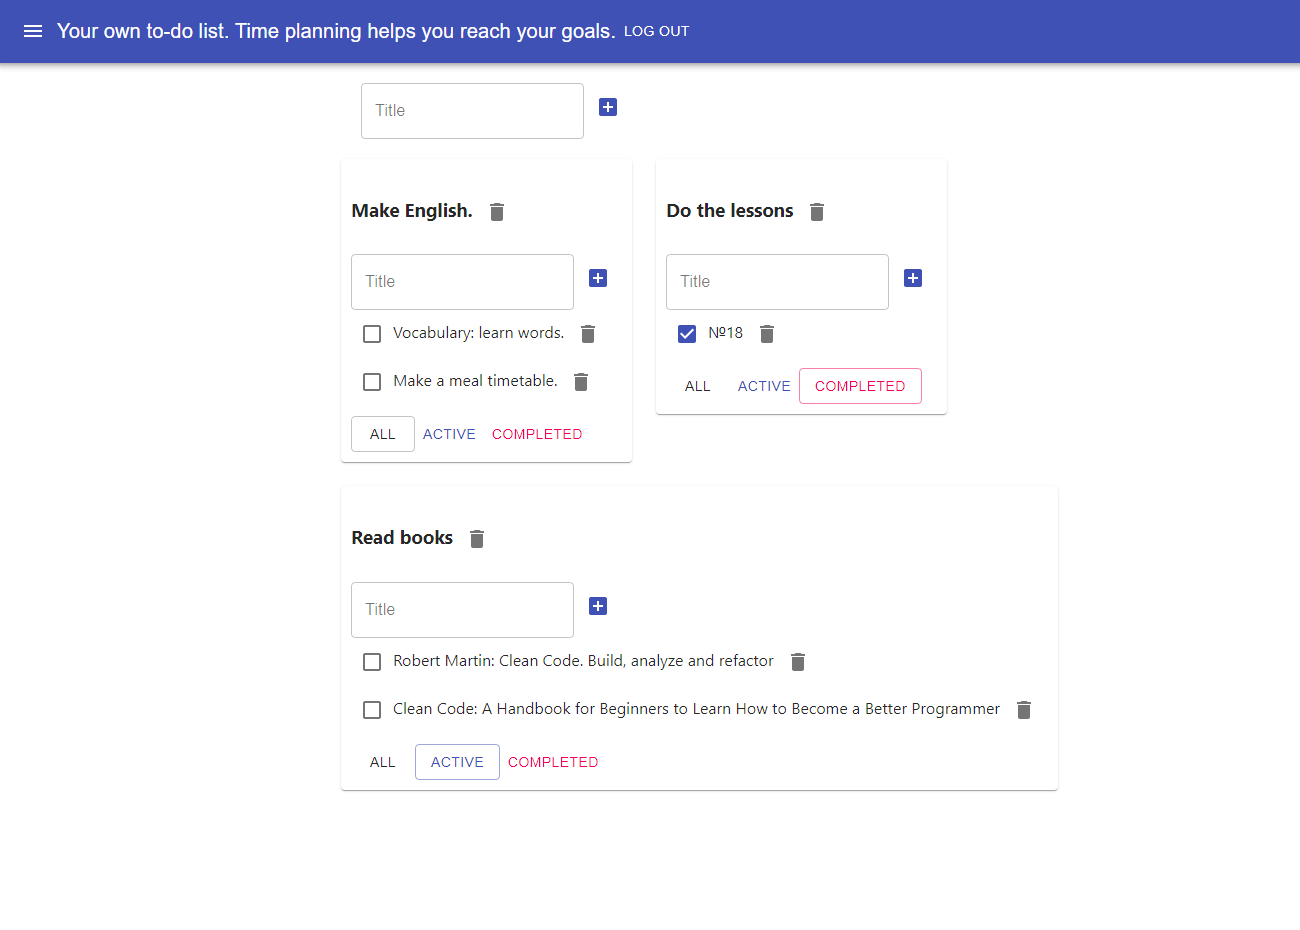 Your own to-do list. Time planning helps you reach your goals. LOG OUT
Title
Make English.
Title
Vocabulary: learn words.
Make a meal timetable.
ALL ACTIVE COMPLETED
Do the lessons
Title
№18
ALL ACTIVE COMPLETED
Read books
Title
Robert Martin: Clean Code. Build, analyze and refactor
Clean Code: A Handbook for Beginners to Learn How to Become a Better Programmer
ALL ACTIVE COMPLETED